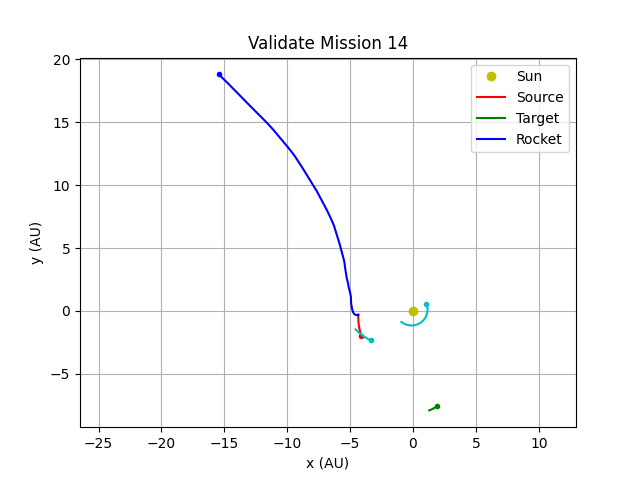 Validate Mission 14
Sun
Source
Target
Rocket
20
15
10
5
0
−5
y (AU)
−25
−20
−15
−10
−5
0
5
10
x (AU)